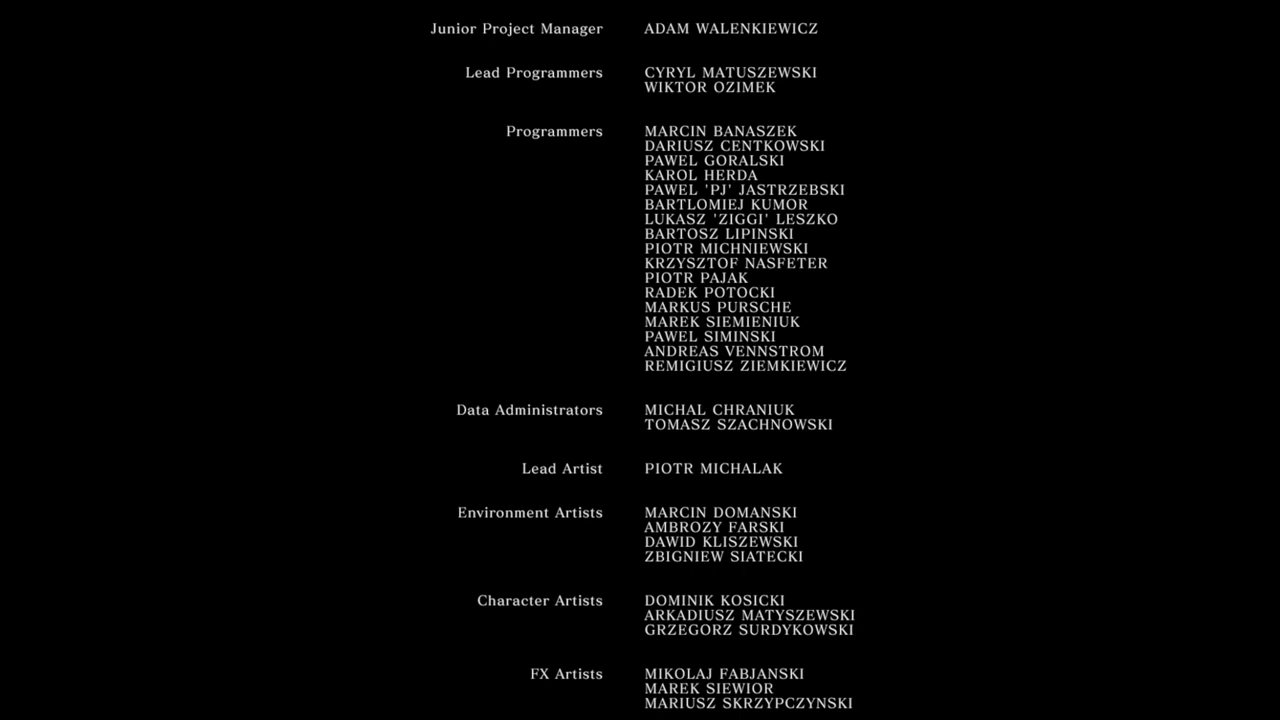 Junior Project Manager ADAM WALENKIEWICZ
Lead Programmers CYRYL MATUSZEWSKI
WIKTOR OZIMEK
Programmers MARCIN BANASZEK
DARIUSZ CENTKOWSKI
PAWEL GORALSKI
KAROL HERDA
PAWEL 'PJ' JASTRZEBSKI
BARTLOMIEJ KUMOR
LUKASZ 'ZIGGI' LESZKO
BARTOSZ LIPINSKI
PIOTR MICHNIEWSKI
KRZYSZTOF NASFETER
PIOTR PAJAK
RADEK POTOCKI
MARKUS PURSCHE
MAREK SIEMIENIUK
PAWEL SIMINSKI
ANDREAS VENNSTROM
REMIGIUSZ ZIEMKIEWICZ
Data Administrators MICHAL CHRANIUK
TOMASZ SZACHNOWSKI
Lead Artist PIOTR MICHALAK
Environment Artists MARCIN DOMANSKI
AMBROZY FARSKI
DAWID KLISZEWSKI
ZBIGNIEW SIATECKI
Character Artists DOMINIK KOSICKI
ARKADIUSZ MATYSZEWSKI
GRZEGORZ SURDYKOWSKI
FX Artists MIKOLAJ FABJANSKI
MAREK SIEWIOR
MARIUSZ SKRZYPCZYNSKI